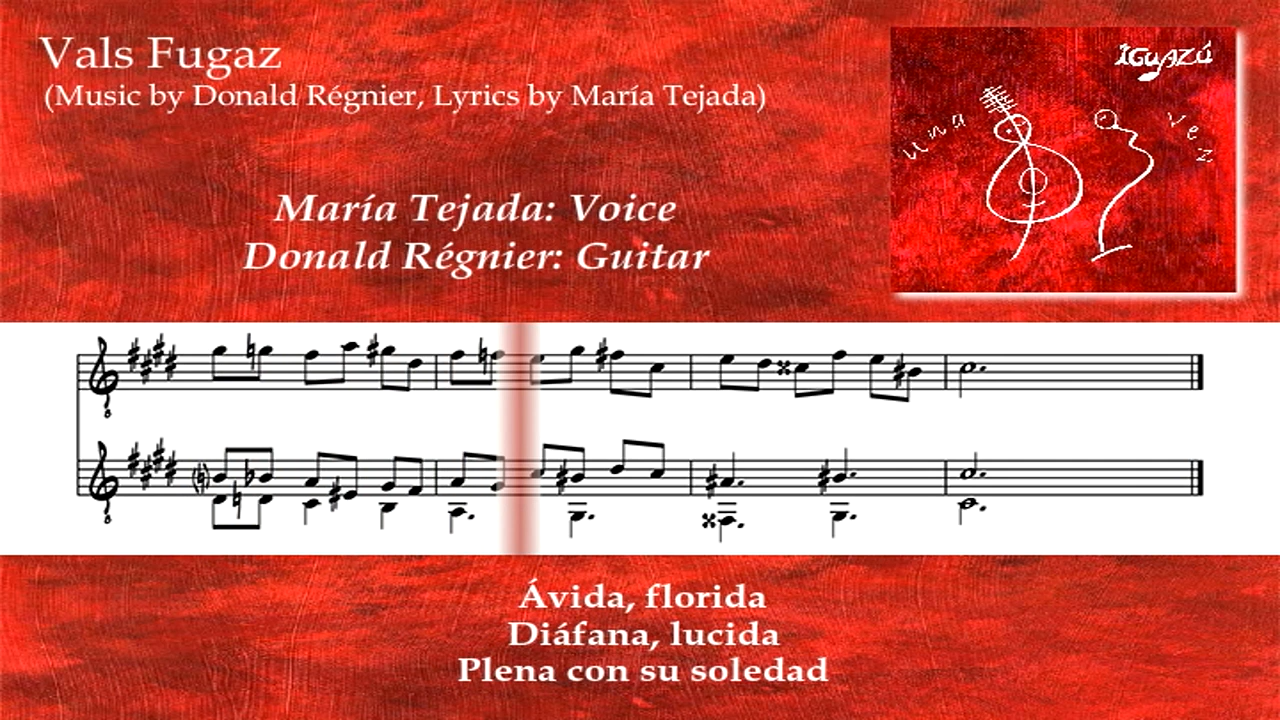 Vals Fugaz
(Music by Donald Régnier, Lyrics by María Tejada)
IGUAZÚ
Una Vez
María Tejada: Voice
Donald Régnier: Guitar
Ávida, florida
Diáfana, lucida
Plena con su soledad